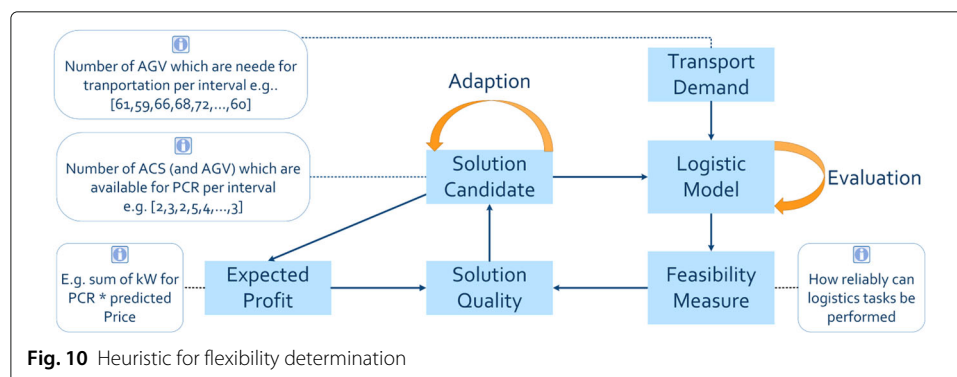 Number of AGV which are neede for
tranportation per interval e.g..
[61,59,66,68,72,...,60]
Adaption
Transport
Demand
Number of ACS (and AGV) which are
available for PCR per interval
e.g. [2,3,2,5,4,...,3]
Solution
Candidate
Logistic
Model
Evaluation
E.g. sum of kW for
PCR * predicted
Price
Expected
Profit
Solution
Quality
Feasibility
Measure
How reliably can
logistics tasks be
performed
Fig. 10 Heuristic for flexibility determination